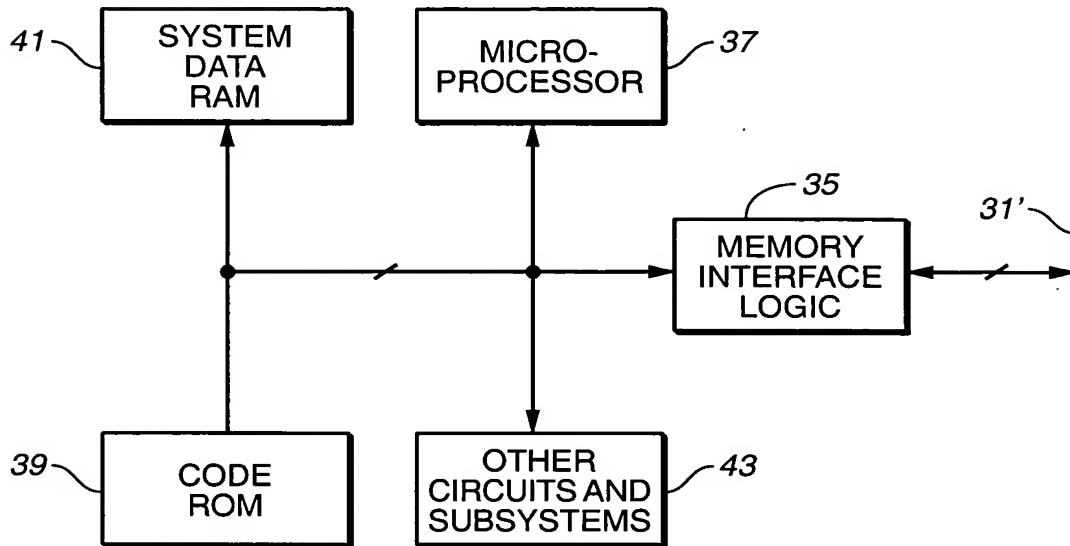 41
SYSTEM
DATA
RAM
MICRO-
PROCESSOR
37
35
31'
MEMORY
INTERFACE
LOGIC
39
CODE
ROM
OTHER
CIRCUITS AND
SUBSYSTEMS
43